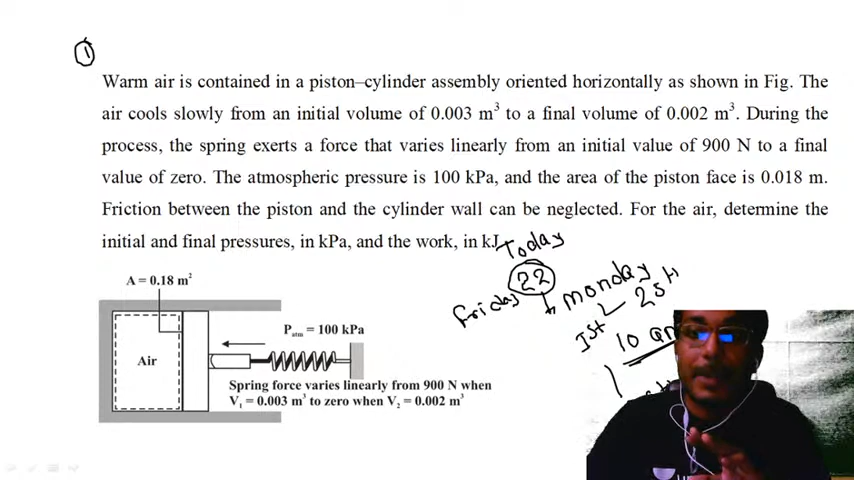 1
Warm air is contained in a piston–cylinder assembly oriented horizontally as shown in Fig. The
air cools slowly from an initial volume of 0.003 m³ to a final volume of 0.002 m³. During the
process, the spring exerts a force that varies linearly from an initial value of 900 N to a final
value of zero. The atmospheric pressure is 100 kPa, and the area of the piston face is 0.018 m.
Friction between the piston and the cylinder wall can be neglected. For the air, determine the
initial and final pressures, in kPa, and the work, in kJ.
Today
22
Friday
monday
1st
25th
10 am
A = 0.18 m²
Patm = 100 kPa
Air
Spring force varies linearly from 900 N when
V₁ = 0.003 m³ to zero when V₂ = 0.002 m³